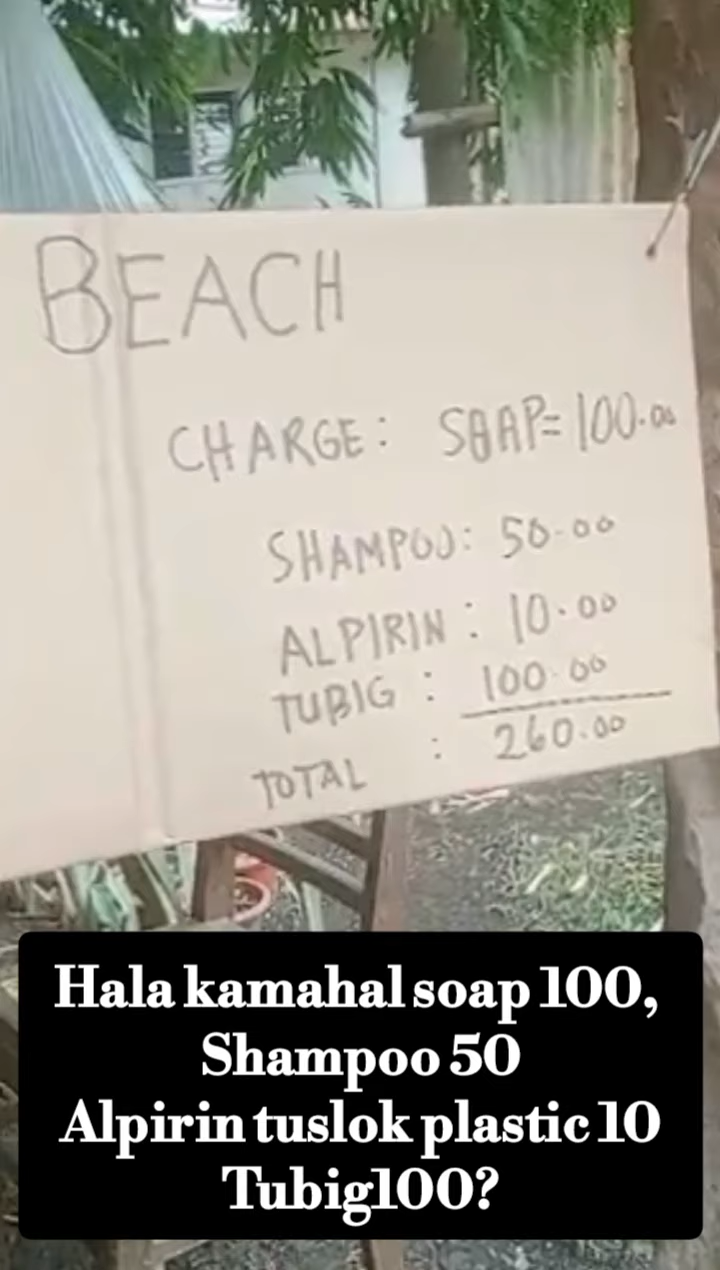 BEACH
CHARGE: SOAP= 100.00
SHAMPOO: 50.00
ALPIRIN : 10.00
TUBIG : 100.00
TOTAL : 260.00
Hala kamahal soap 100,
Shampoo 50
Alpirin tuslok plastic 10
Tubig100?